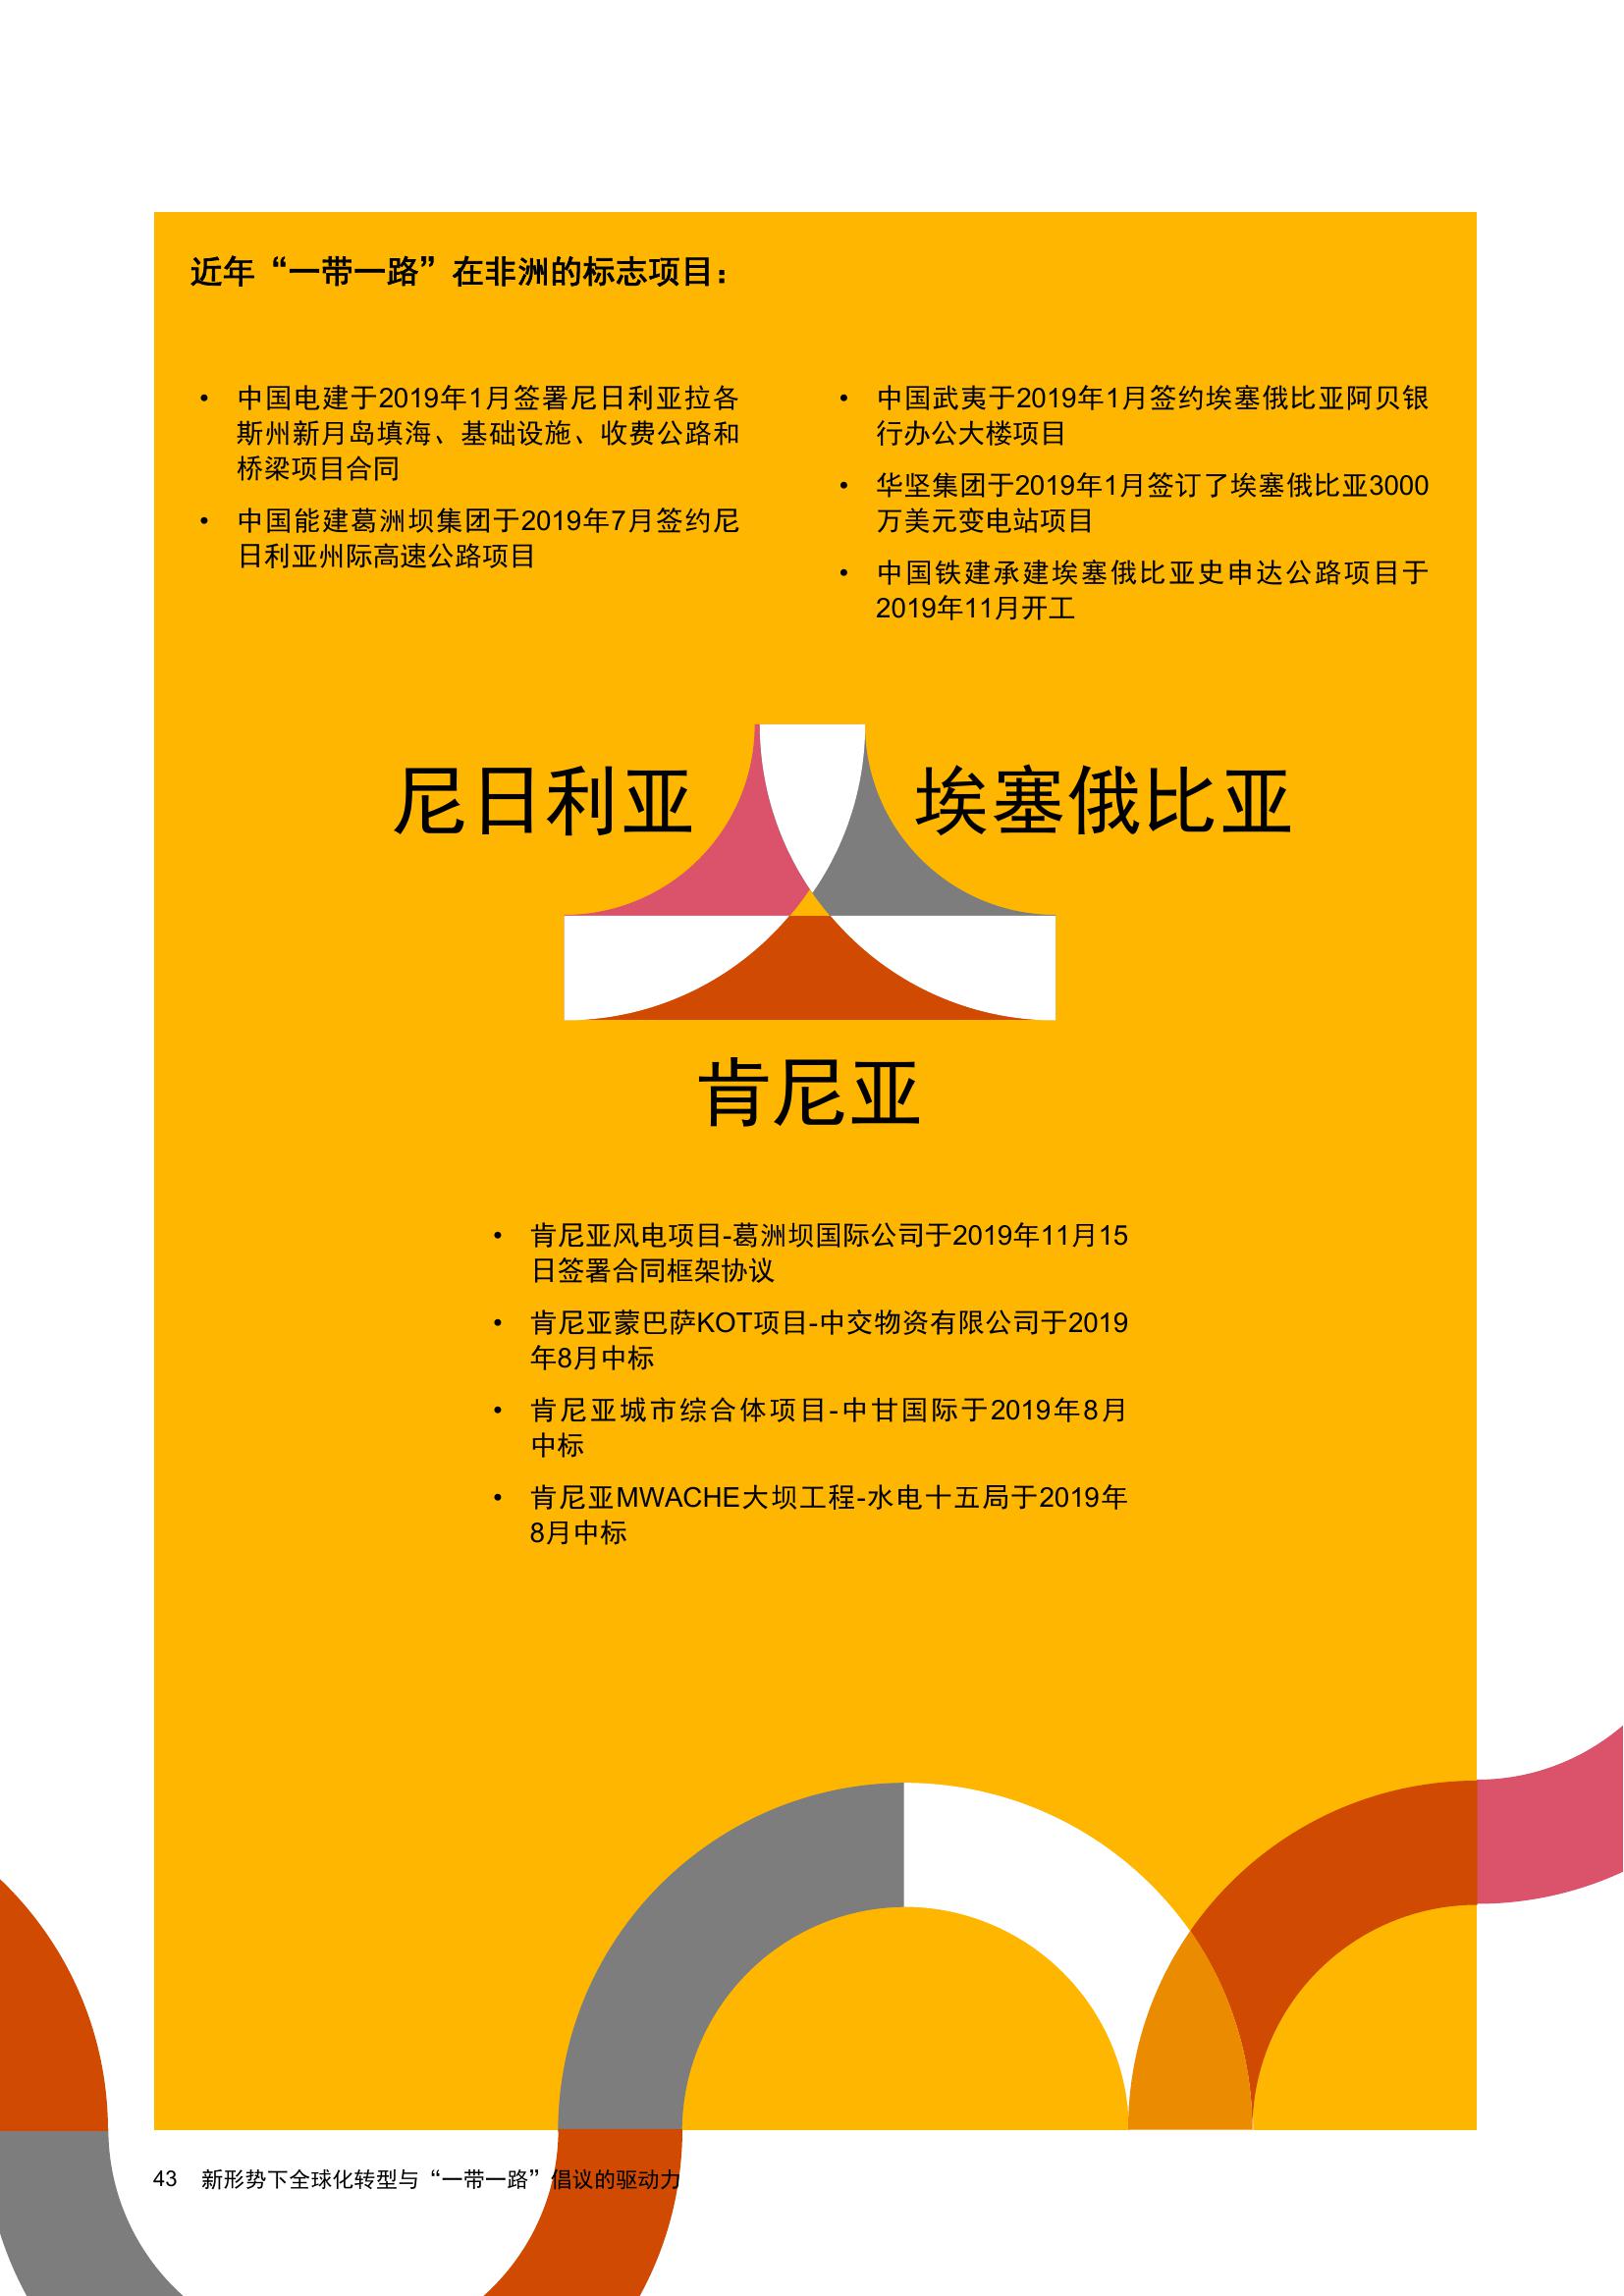 近年“一带一路”在非洲的标志项目：
• 中国电建于2019年1月签署尼日利亚拉各
斯州新月岛填海、基础设施、收费公路和
桥梁项目合同
• 中国能建葛洲坝集团于2019年7月签约尼
日利亚州际高速公路项目
• 中国武夷于2019年1月签约埃塞俄比亚阿贝银
行办公大楼项目
• 华坚集团于2019年1月签订了埃塞俄比亚3000
万美元变电站项目
• 中国铁建承建埃塞俄比亚史申达公路项目于
2019年11月开工
尼日利亚
埃塞俄比亚
肯尼亚
• 肯尼亚风电项目-葛洲坝国际公司于2019年11月15
日签署合同框架协议
• 肯尼亚蒙巴萨KOT项目-中交物资有限公司于2019
年8月中标
• 肯尼亚城市综合体项目-中甘国际于2019年8月
中标
• 肯尼亚MWACHE大坝工程-水电十五局于2019年
8月中标
43 新形势下全球化转型与“一带一路”倡议的驱动力